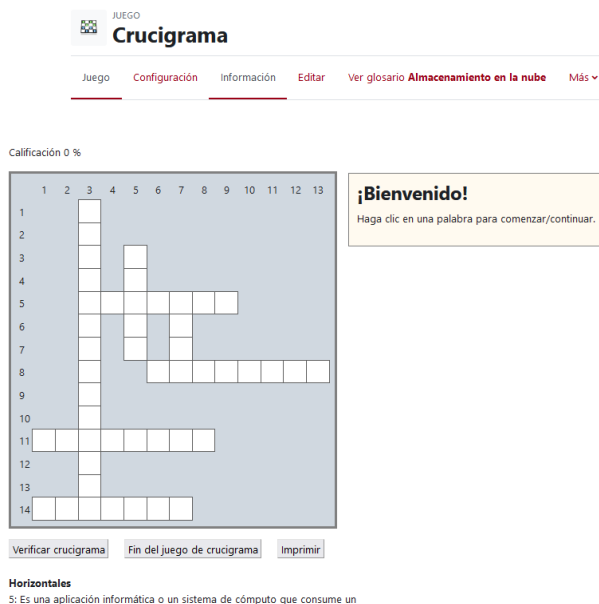 JUEGO
Crucigrama
Juego Configuración Información Editar Ver glosario Almacenamiento en la nube Más
Calificación 0 %
1 2 3 4 5 6 7 8 9 10 11 12 13
1
2
3
4
5
6
7
8
9
10
11
12
13
14
¡Bienvenido!
Haga clic en una palabra para comenzar/continuar.
Verificar crucigrama Fin del juego de crucigrama Imprimir
Horizontales
5: Es una aplicación informática o un sistema de cómputo que consume un